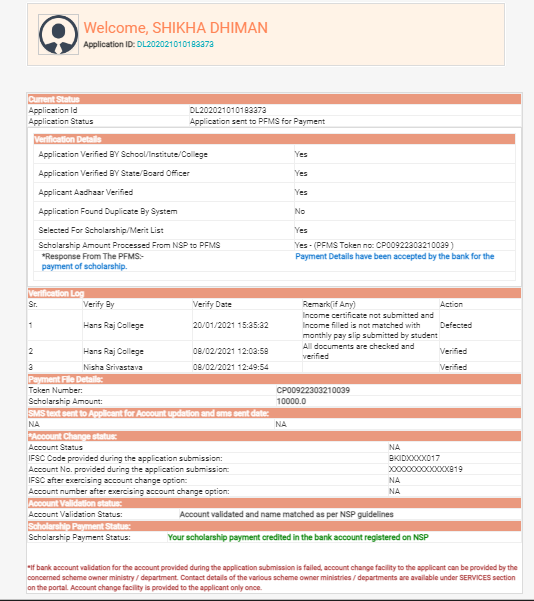 Welcome, SHIKHA DHIMAN
Application ID: DL202021010183373
Current Status
Application Id DL202021010183373
Application Status Application sent to PFMS for Payment
Verification Details
Application Verified BY School/Institute/College Yes
Application Verified BY State/Board Officer Yes
Applicant Aadhaar Verified Yes
Application Found Duplicate By System No
Selected For Scholarship/Merit List Yes
Scholarship Amount Processed From NSP to PFMS Yes - (PFMS Token no: CP00922303210039 )
*Response From The PFMS:- Payment Details have been accepted by the bank for the
payment of scholarship.
Verification Log
Sr. Verify By Verify Date Remark(if Any) Action
1 Hans Raj College 20/01/2021 15:35:32 Income certificate not submitted and
Income filled is not matched with
monthly pay slip submitted by student Defected
2 Hans Raj College 08/02/2021 12:03:58 All documents are checked and
verified Verified
3 Nisha Srivastava 08/02/2021 12:49:54 Verified
Payment File Details:
Token Number: CP00922303210039
Scholarship Amount: 10000.0
SMS text sent to Applicant for Account updation and sms sent date:
NA NA
*Account Change status:
Account Status NA
IFSC Code provided during the application submission: BKIDXXXX017
Account No. provided during the application submission: XXXXXXXXXXXX819
IFSC after exercising account change option: NA
Account number after exercising account change option: NA
Account Validation status:
Account Validation Status: Account validated and name matched as per NSP guidelines
Scholarship Payment Status:
Scholarship Payment Status: Your scholarship payment credited in the bank account registered on NSP
*If bank account validation for the account provided during the application submission is failed, account change facility to the applicant can be provided by the
concerned scheme owner ministry / department. Contact details of the various scheme owner ministries / departments are available under SERVICES section
on the portal. Account change facility is provided to the applicant only once.